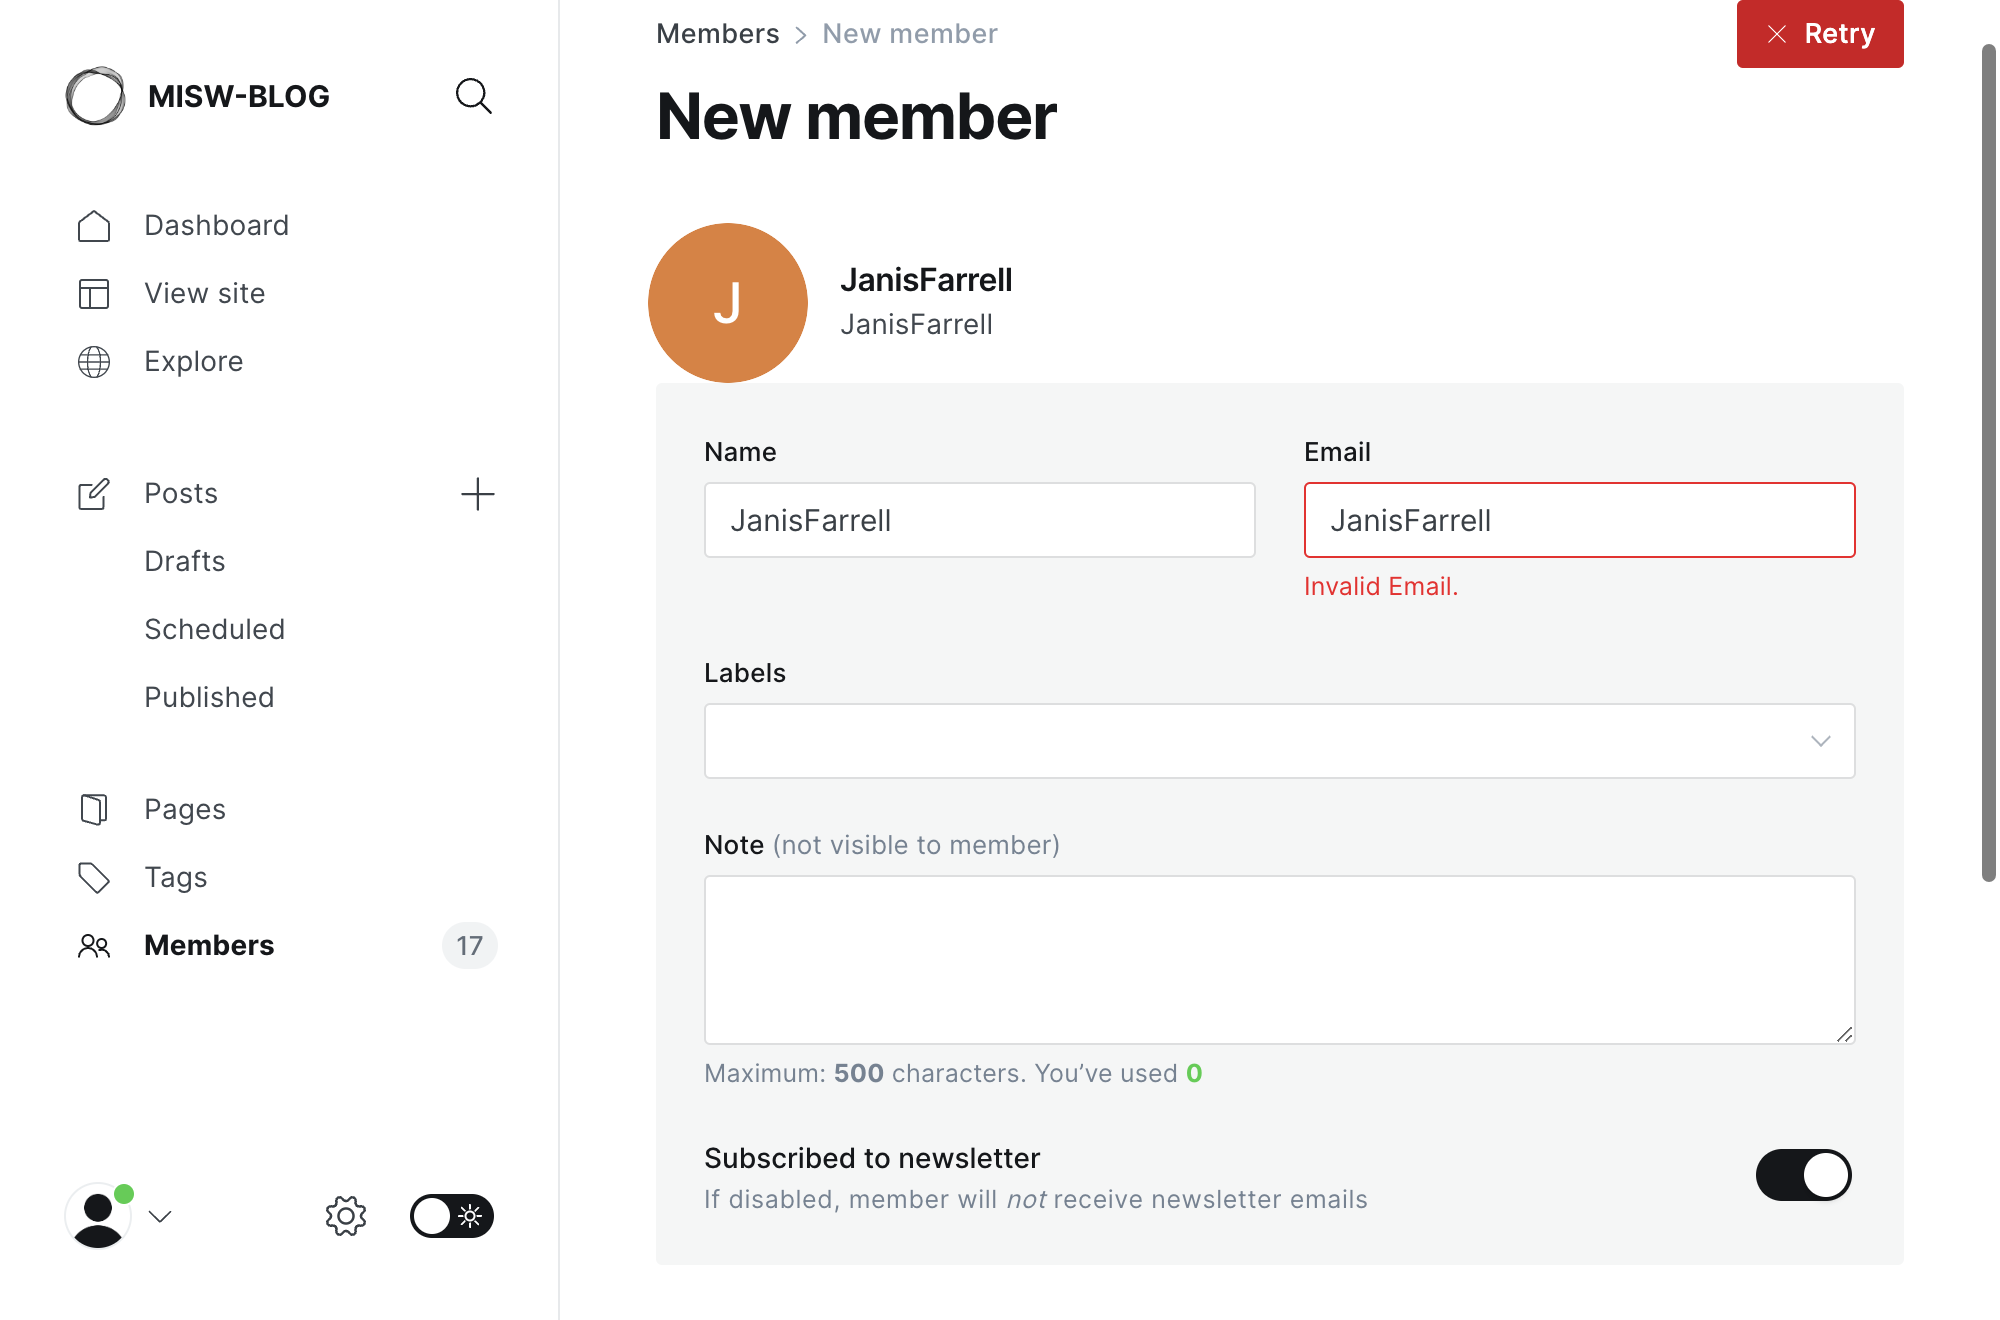 MISW-BLOG
Dashboard
View site
Explore
Posts
Drafts
Scheduled
Published
Pages
Tags
Members 17
Members > New member
Retry
New member
J
JanisFarrell
JanisFarrell
Name
JanisFarrell
Email
JanisFarrell
Invalid Email.
Labels
Note (not visible to member)
Maximum: 500 characters. You’ve used 0
Subscribed to newsletter
If disabled, member will not receive newsletter emails